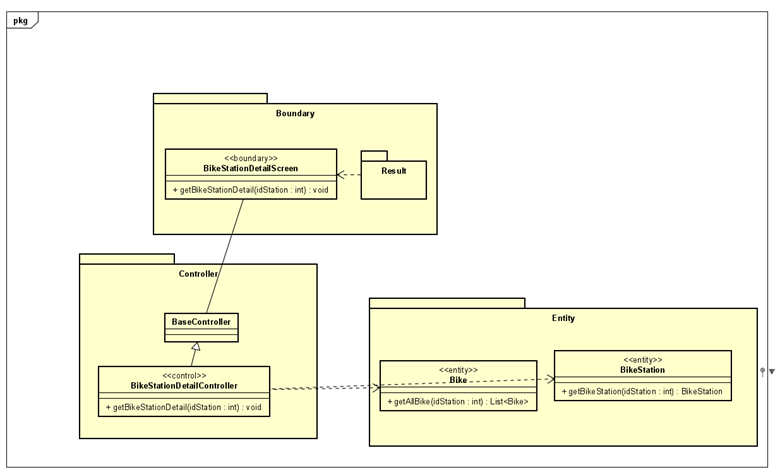 pkg
Boundary
<<boundary>>
BikeStationDetailScreen
+ getBikeStationDetail(idStation : int) : void
Result
Controller
BaseController
<<control>>
BikeStationDetailController
+ getBikeStationDetail(idStation : int) : void
Entity
<<entity>>
Bike
+ getAllBike(idStation : int) : List<Bike>
<<entity>>
BikeStation
+ getBikeStation(idStation : int) : BikeStation